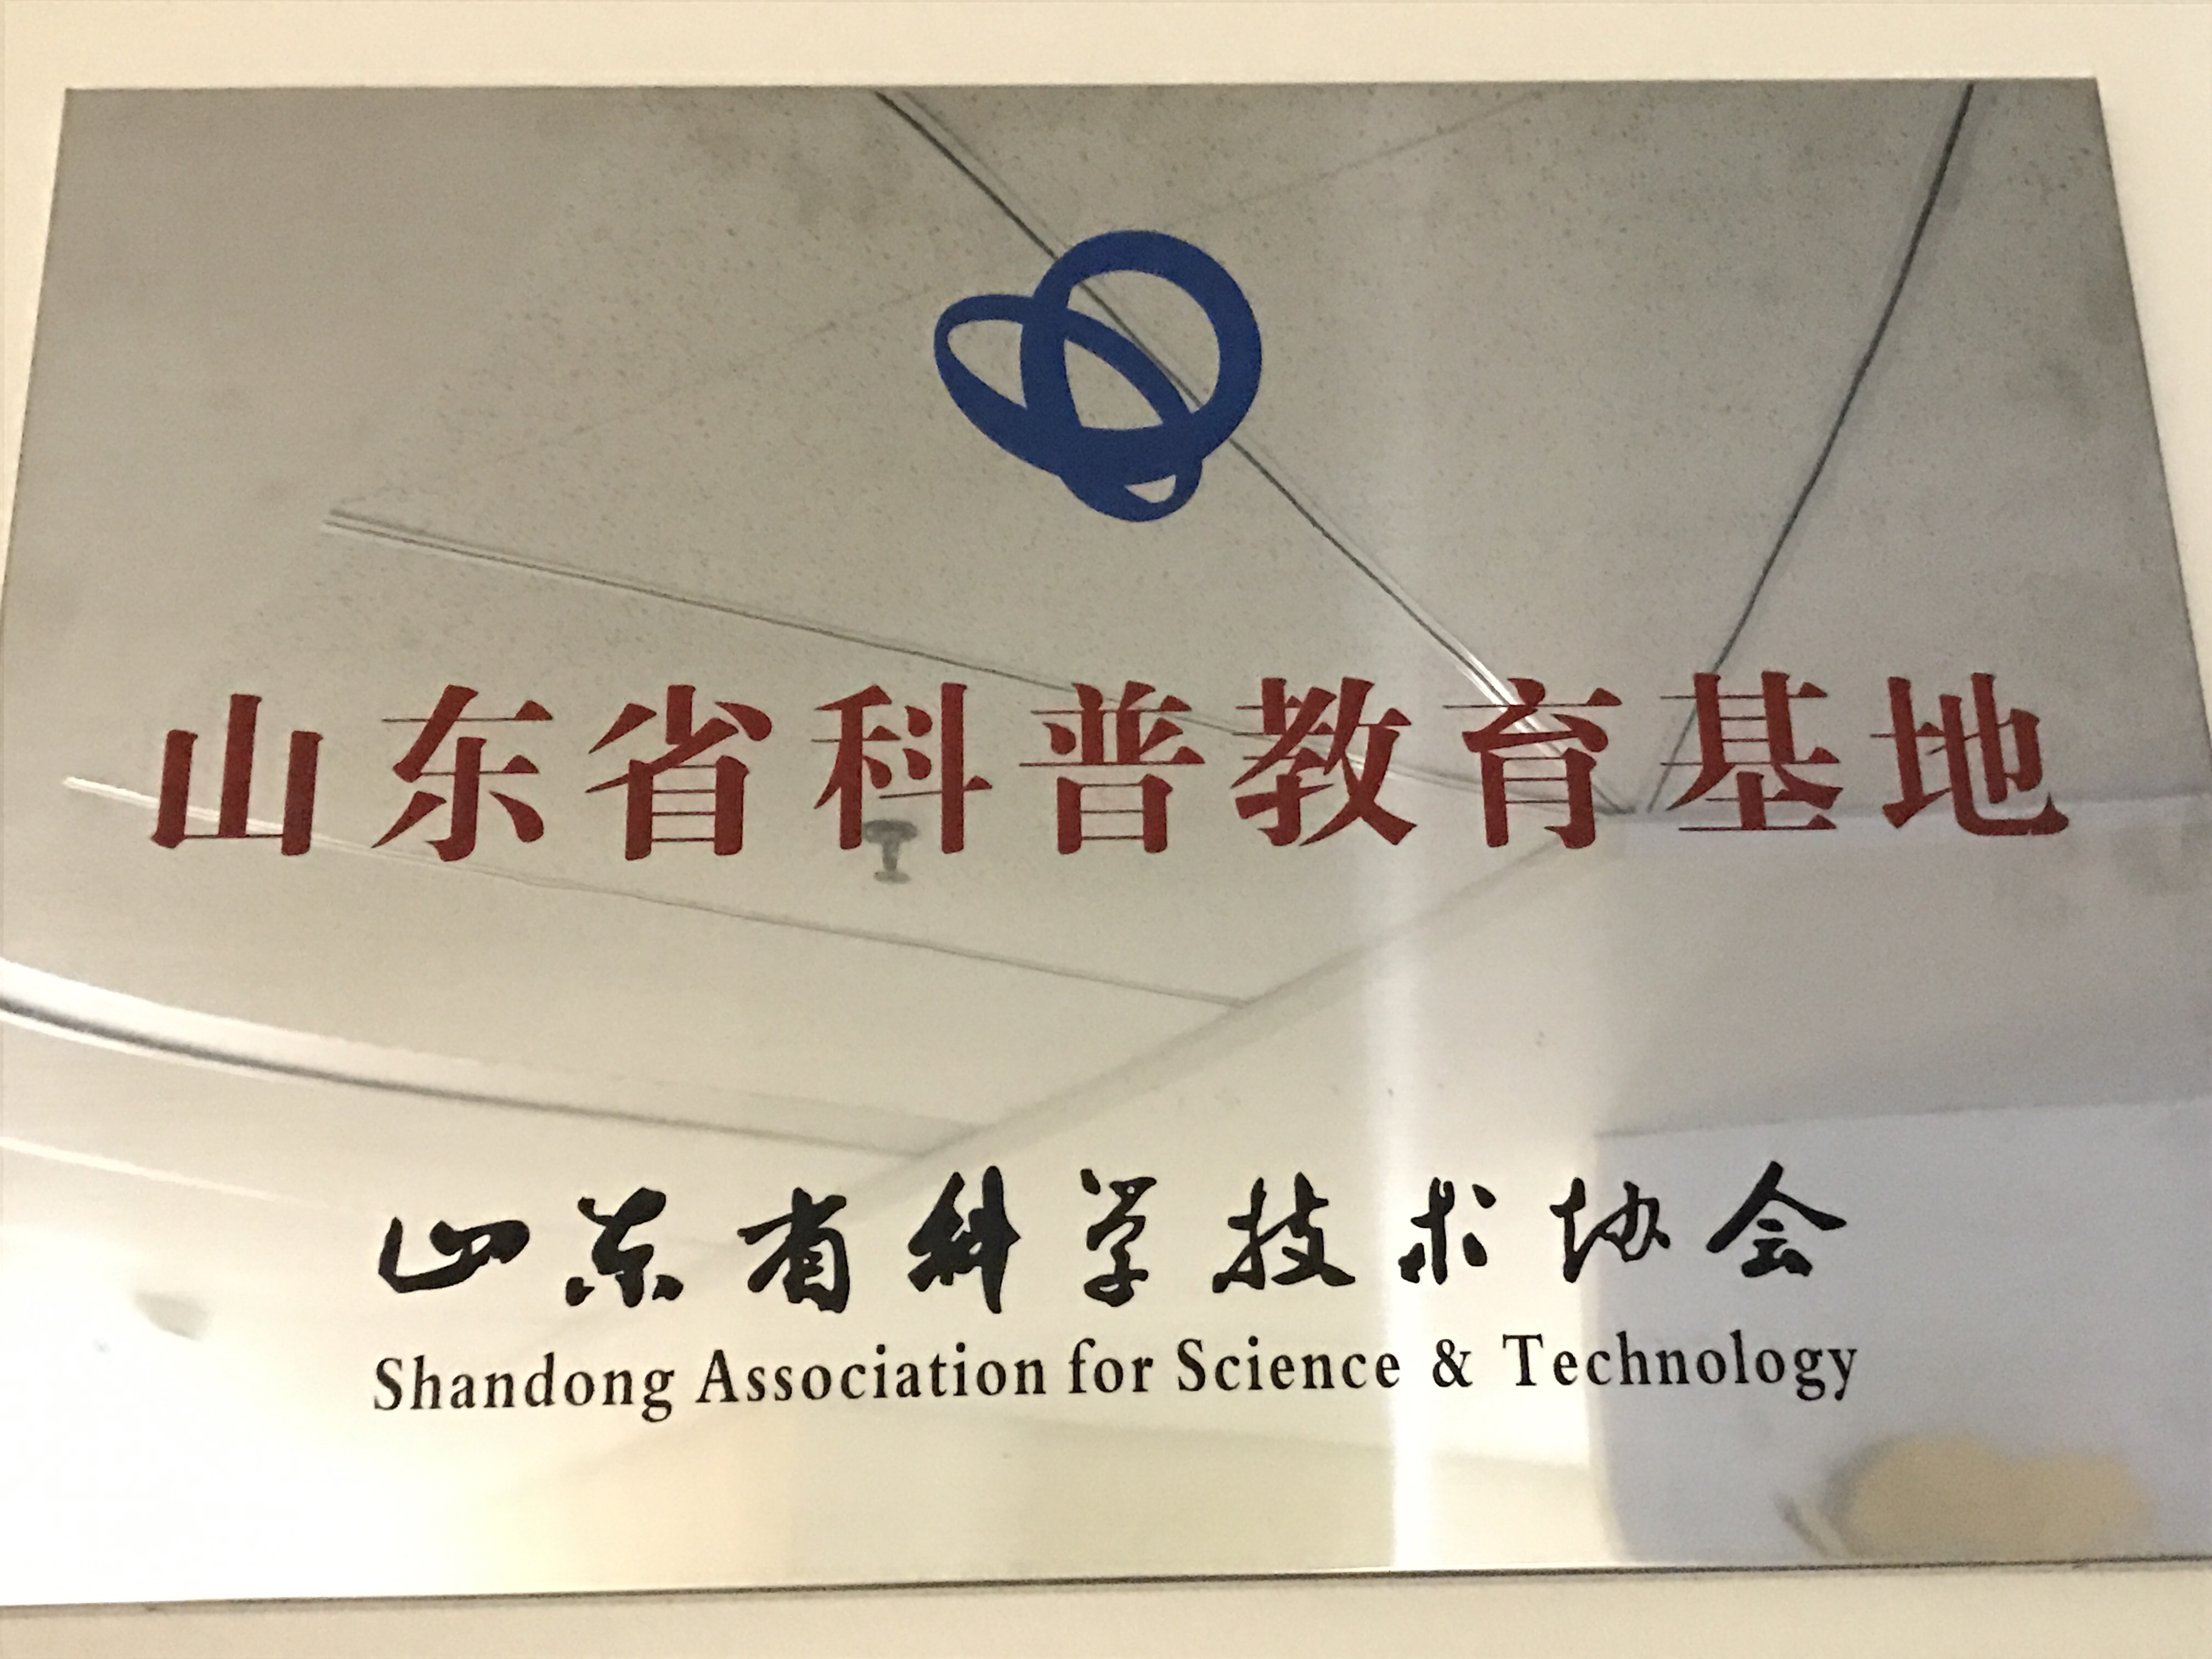 山东省科普教育基地
山东省科学技术协会
Shandong Association for Science & Technology